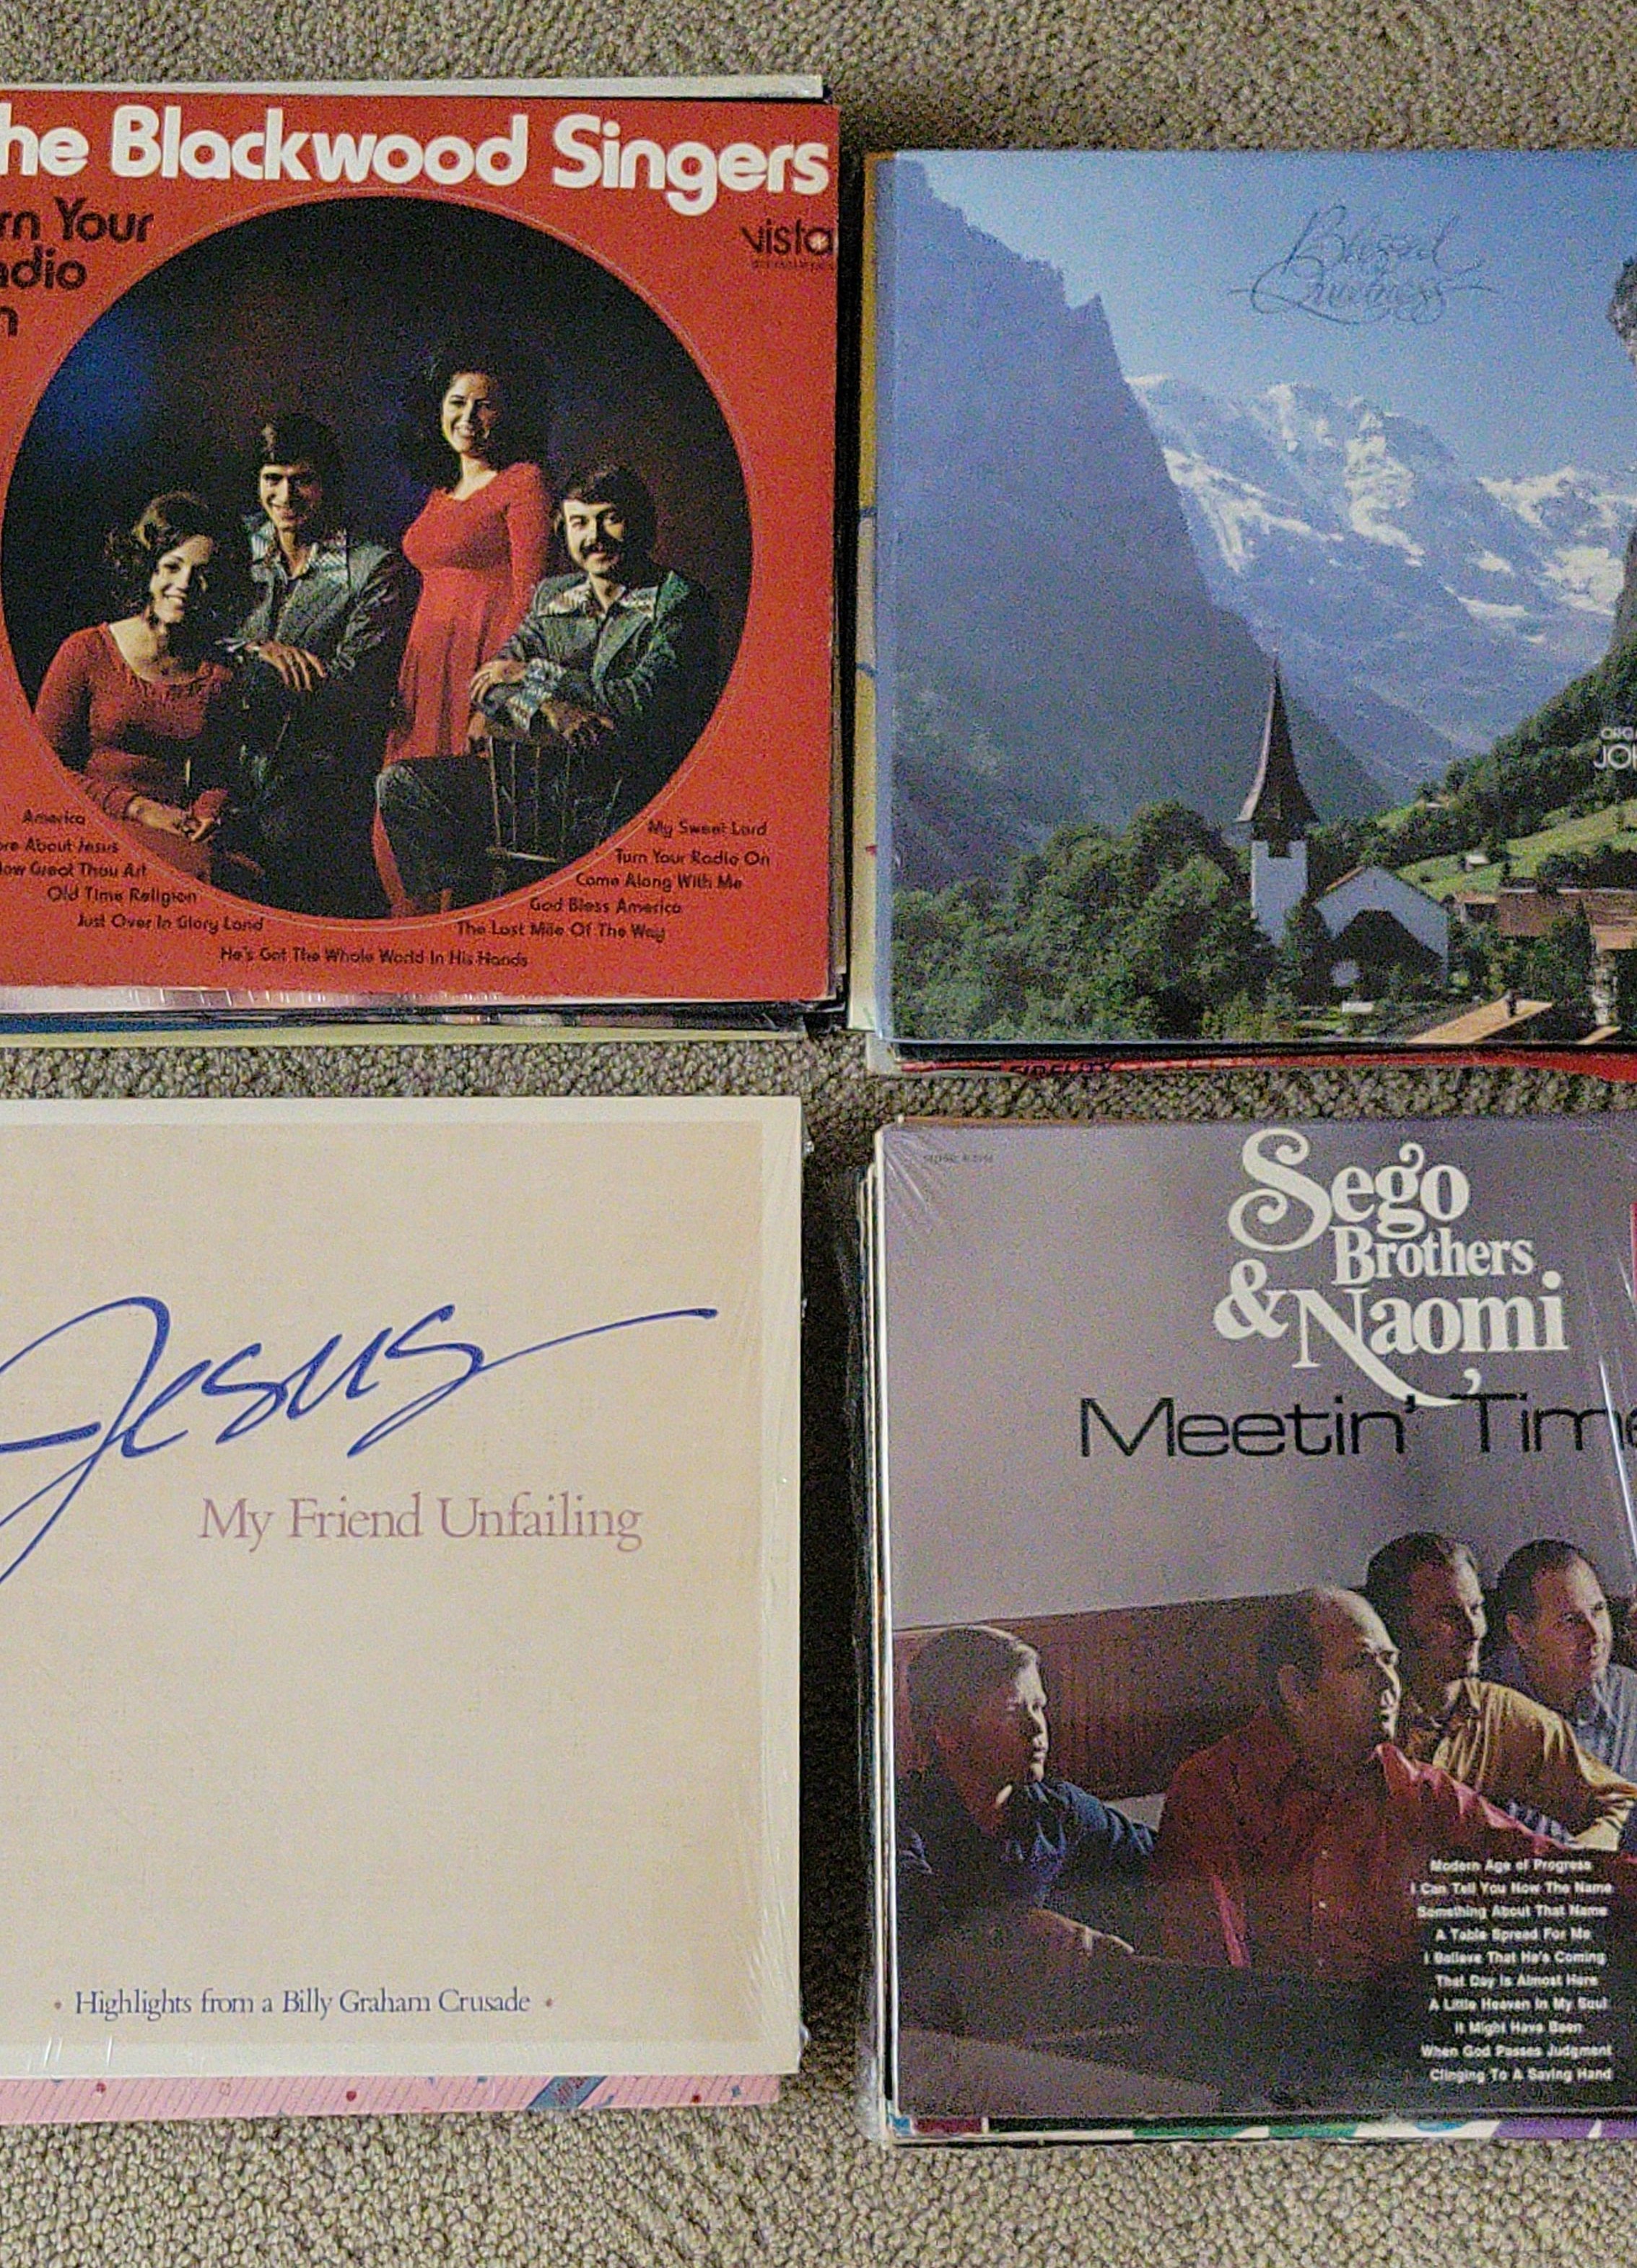 he Blackwood Singers
rn Your
adio
n
vista
America
re About Jesus
ow Great Thou Art
Old Time Religion
Just Over In Glory Land
He's Got The Whole World In His Hands
My Sweet Lord
Turn Your Radio On
Come Along With Me
God Bless America
The Last Mile Of The Way
Blessed
Quietness
JOH
FIDELITY
Jesus
My Friend Unfailing
• Highlights from a Billy Graham Crusade •
Sego
Brothers
& Naomi
Meetin' Time
Modern Age of Progress
I Can Tell You Now The Name
Something About That Name
A Table Spread For Me
I Believe That He's Coming
That Day Is Almost Here
A Little Heaven In My Soul
It Might Have Been
When God Passes Judgment
Clinging To A Saving Hand